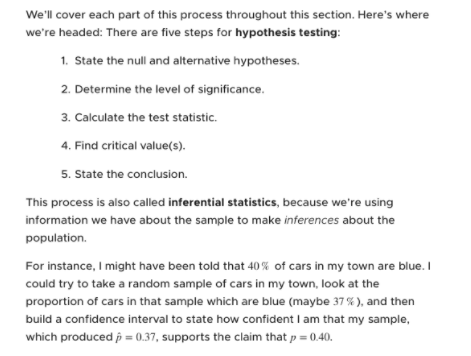 We'll cover each part of this process throughout this section. Here's where
we're headed: There are five steps for hypothesis testing:
1. State the null and alternative hypotheses.
2. Determine the level of significance.
3. Calculate the test statistic.
4. Find critical value(s).
5. State the conclusion.
This process is also called inferential statistics, because we're using
information we have about the sample to make inferences about the
population.
For instance, I might have been told that 40 % of cars in my town are blue. I
could try to take a random sample of cars in my town, look at the
proportion of cars in that sample which are blue (maybe 37 %), and then
build a confidence interval to state how confident I am that my sample,
which produced p̂ = 0.37, supports the claim that p = 0.40.